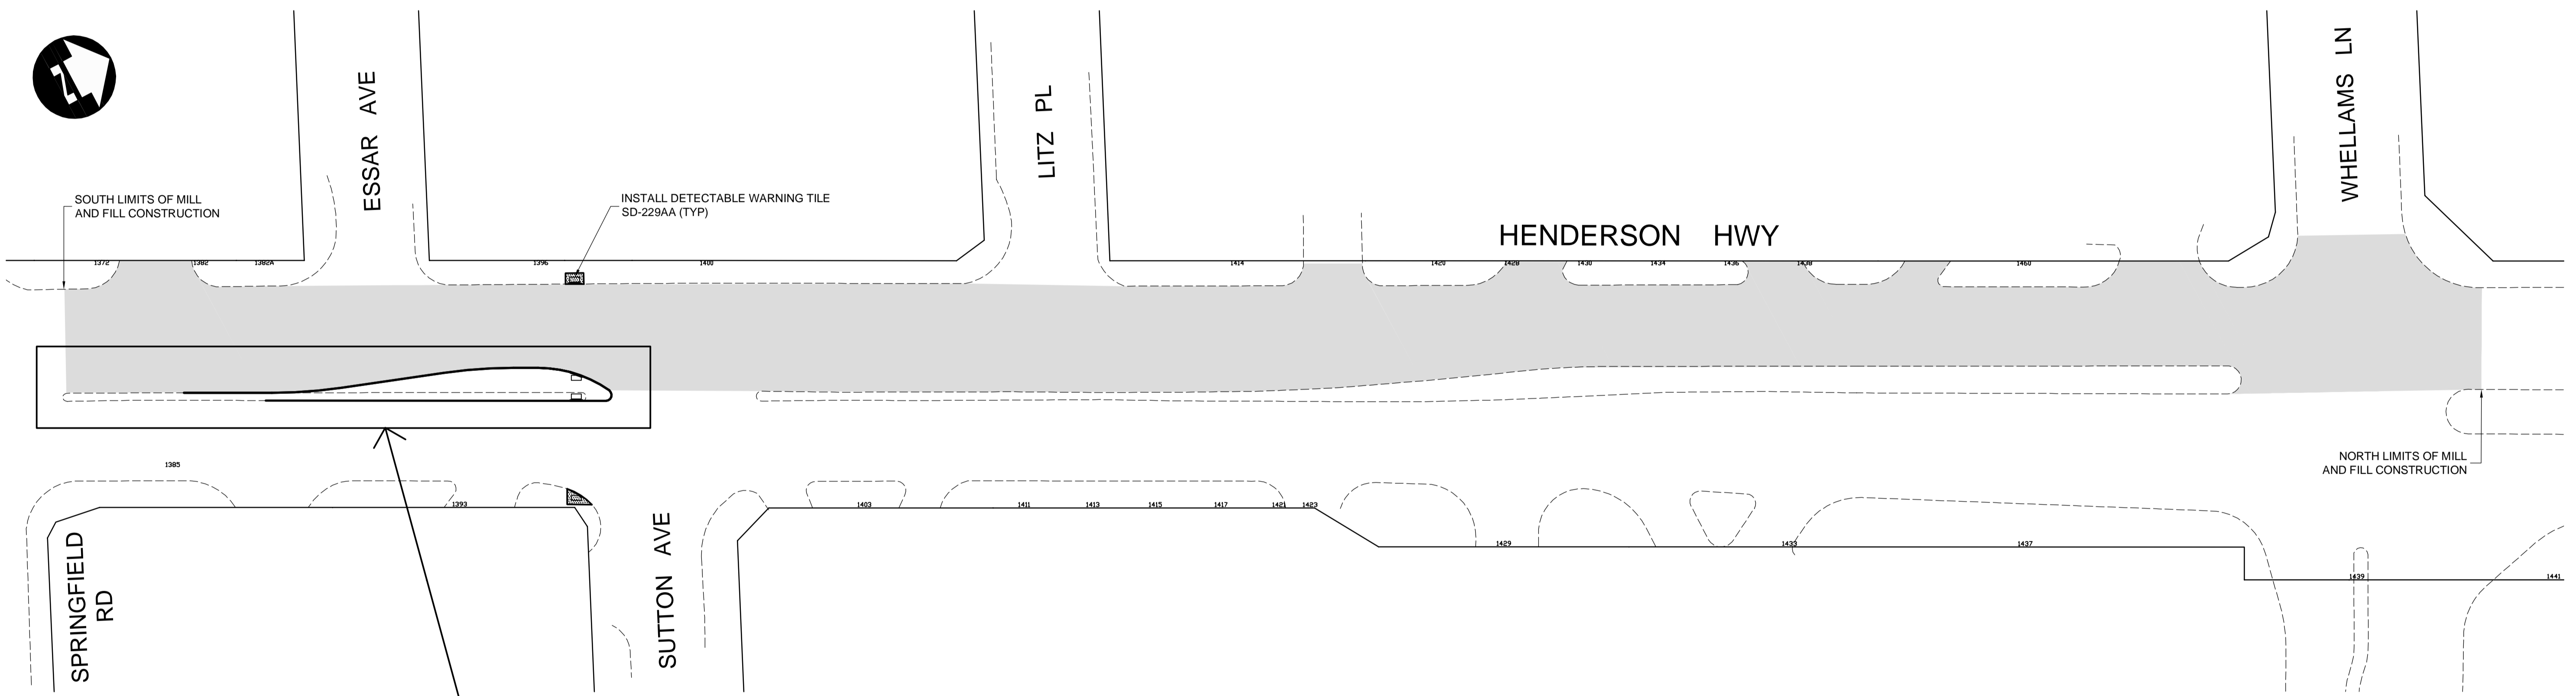 ESSAR AVE
LITZ PL
WHELLAMS LN
SOUTH LIMITS OF MILL
AND FILL CONSTRUCTION
INSTALL DETECTABLE WARNING TILE
SD-229AA (TYP)
HENDERSON HWY
1372
1382
1382A
1396
1400
1414
1420
1428
1430
1434
1436
1438
1460
NORTH LIMITS OF MILL
AND FILL CONSTRUCTION
1385
1393
1403
1411
1413
1415
1417
1421
1423
1429
1433
1437
1439
1441
SPRINGFIELD
RD
SUTTON AVE